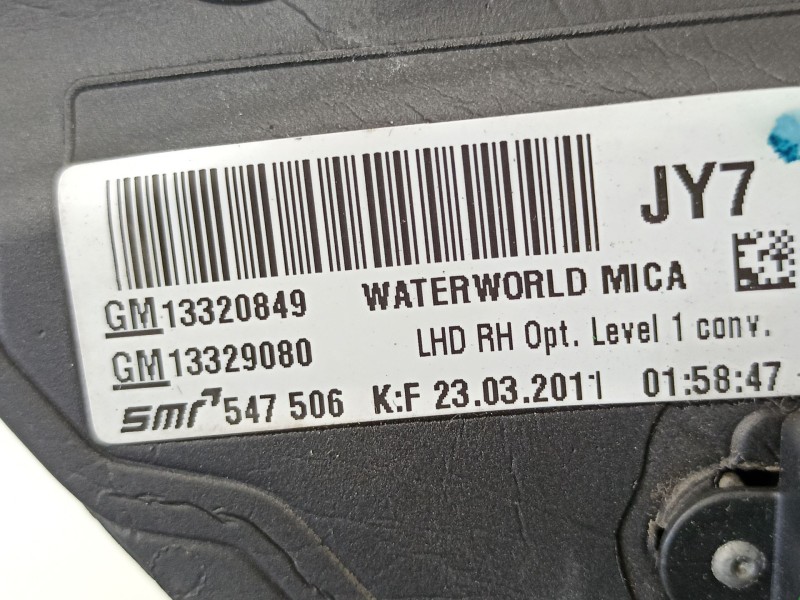 JY7
GM13320849 WATERWORLD MICA
GM13329080 LHD RH Opt. Level 1 conv.
smr 547 506 K:F 23.03.2011 01:58:47